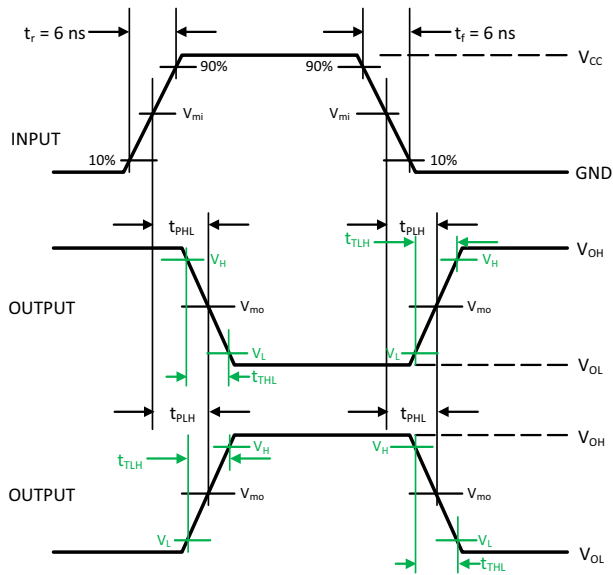 tr = 6 ns
tf = 6 ns
VCC
90%
90%
Vmi
Vmi
INPUT
10%
10%
GND
tPHL
tPLH
tTLH
VOH
VH
VH
OUTPUT
Vmo
Vmo
VL
VL
VOL
tTHL
tPLH
tPHL
VOH
VH
VH
tTLH
OUTPUT
Vmo
Vmo
VL
VL
VOL
tTHL